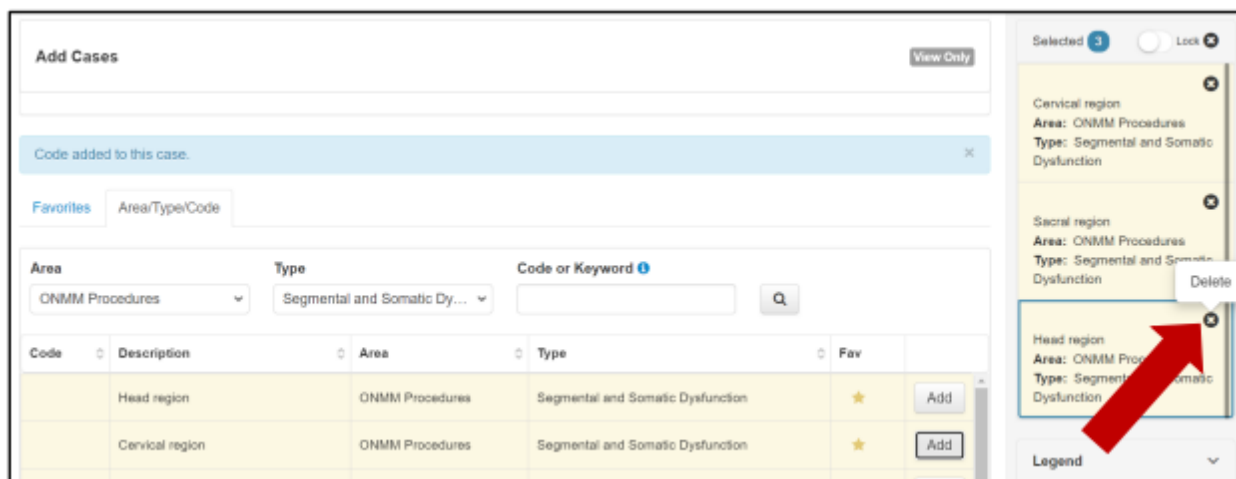 Add Cases
View Only
Code added to this case.
Favorites
Area/Type/Code
Area
Type
Code or Keyword
ONMM Procedures
Segmental and Somatic Dy...
Code
Description
Area
Type
Fav
Head region
ONMM Procedures
Segmental and Somatic Dysfunction
Add
Cervical region
ONMM Procedures
Segmental and Somatic Dysfunction
Add
Selected 3
Lock
Cervical region
Area: ONMM Procedures
Type: Segmental and Somatic
Dysfunction
Sacral region
Area: ONMM Procedures
Type: Segmental and Somatic
Dysfunction
Delete
Head region
Area: ONMM
Type:
Dysfunction
Legend